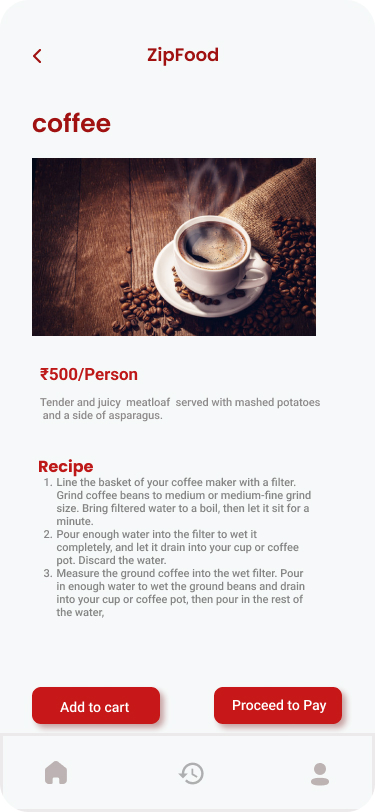 ZipFood
coffee
₹500/Person
Tender and juicy meatloaf served with mashed potatoes
and a side of asparagus.
Recipe
1. Line the basket of your coffee maker with a filter.
Grind coffee beans to medium or medium-fine grind
size. Bring filtered water to a boil, then let it sit for a
minute.
2. Pour enough water into the filter to wet it
completely, and let it drain into your cup or coffee
pot. Discard the water.
3. Measure the ground coffee into the wet filter. Pour
in enough water to wet the ground beans and drain
into your cup or coffee pot, then pour in the rest of
the water,
Add to cart
Proceed to Pay